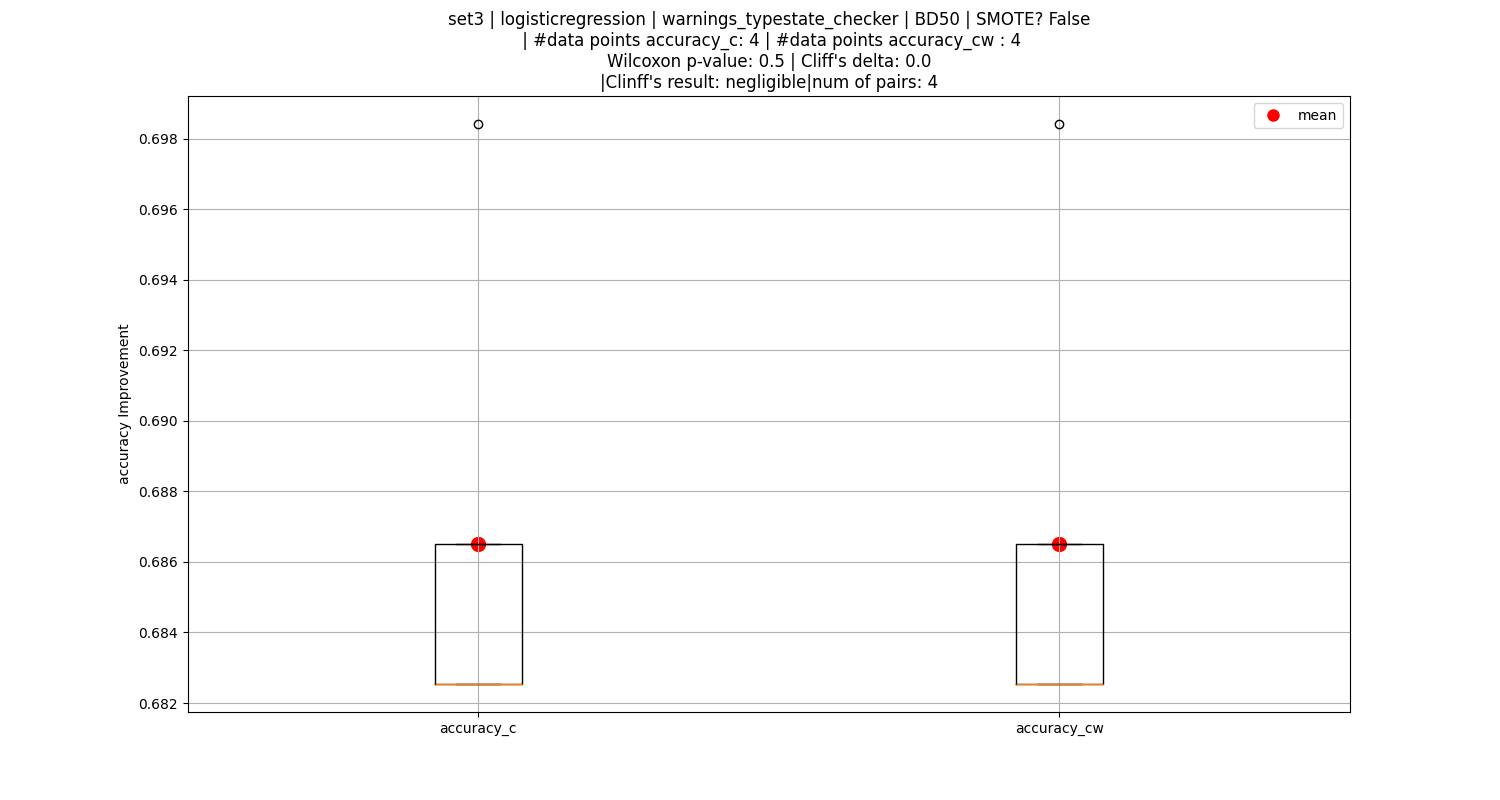 set3 | logisticregression | warnings_typestate_checker | BD50 | SMOTE? False
| #data points accuracy_c: 4 | #data points accuracy_cw : 4
Wilcoxon p-value: 0.5 | Cliff's delta: 0.0
|Clinff's result: negligible|num of pairs: 4
mean
0.698
0.696
0.694
0.692
0.690
0.688
0.686
0.684
0.682
accuracy Improvement
accuracy_c
accuracy_cw